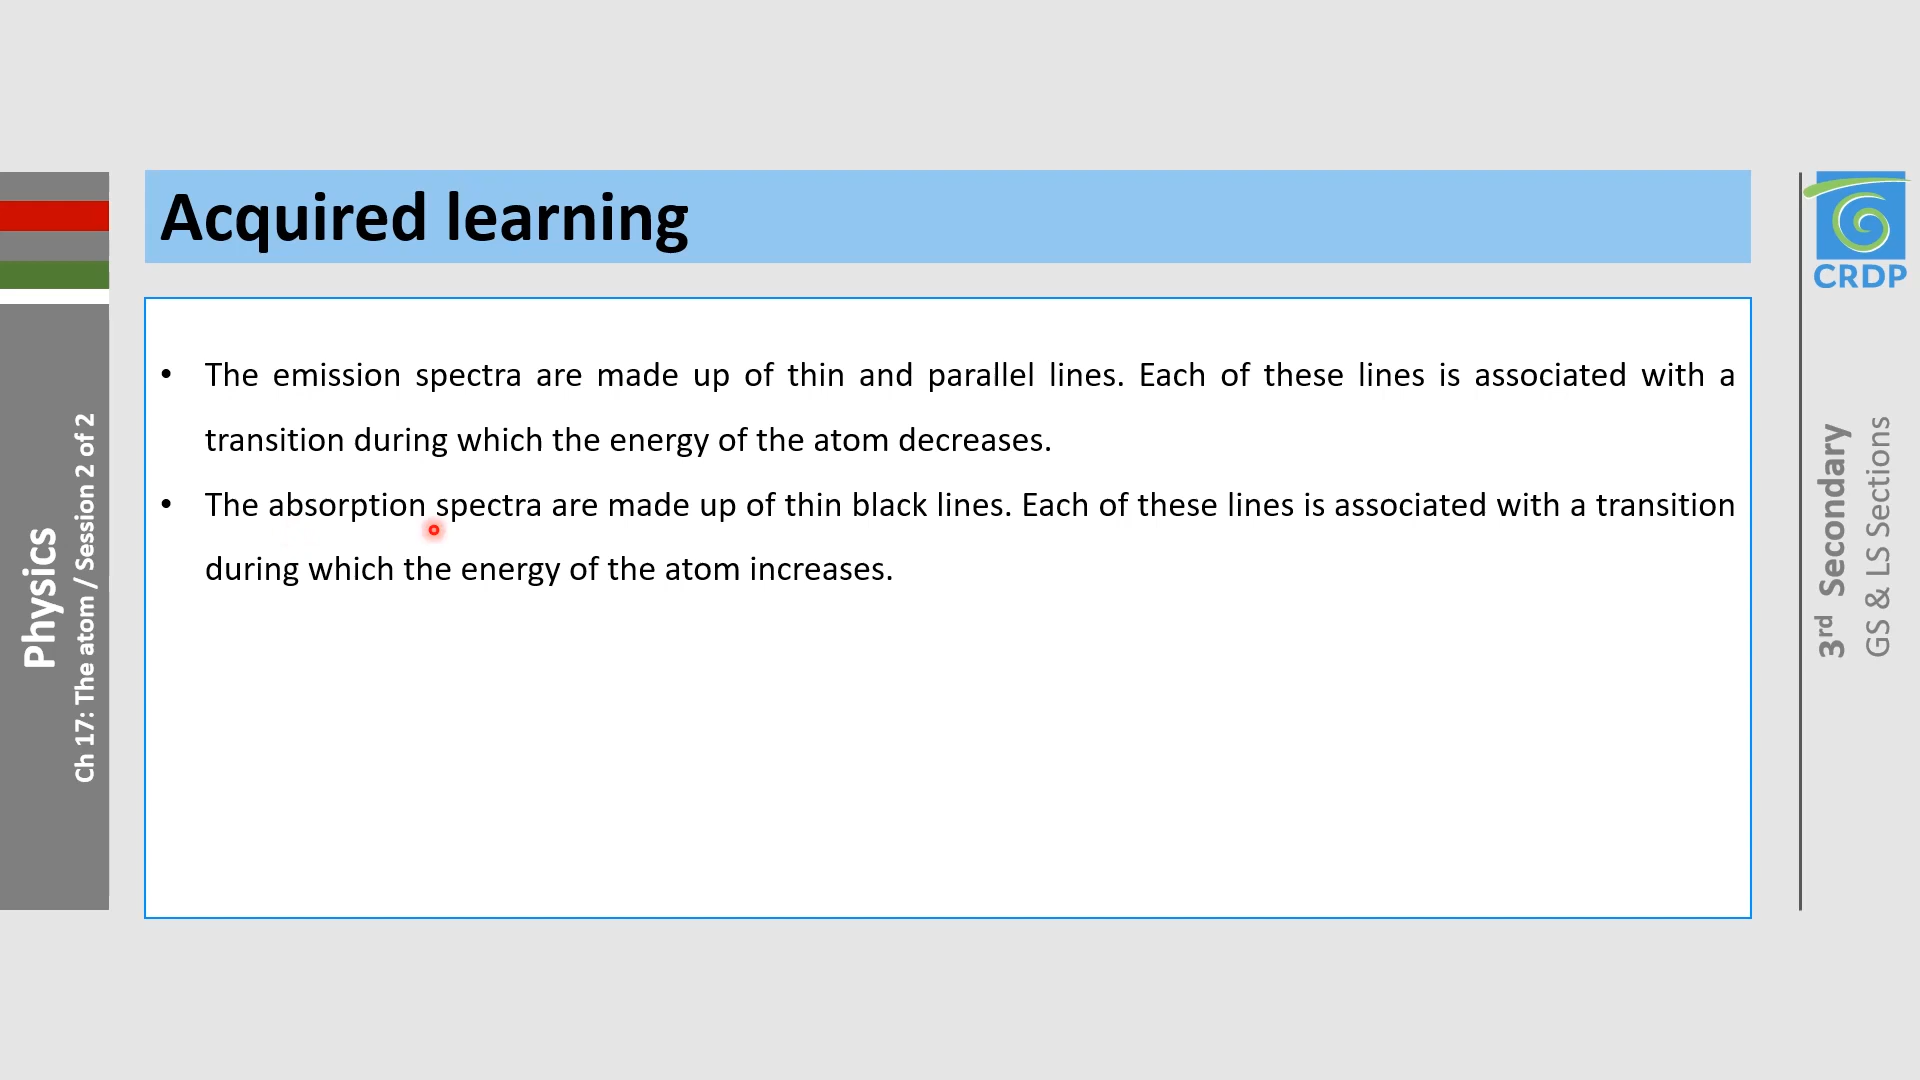 Acquired learning
• The emission spectra are made up of thin and parallel lines. Each of these lines is associated with a
transition during which the energy of the atom decreases.
• The absorption spectra are made up of thin black lines. Each of these lines is associated with a transition
during which the energy of the atom increases.
Physics
Ch 17: The atom / Session 2 of 2
CRDP
3rd Secondary
GS & LS Sections